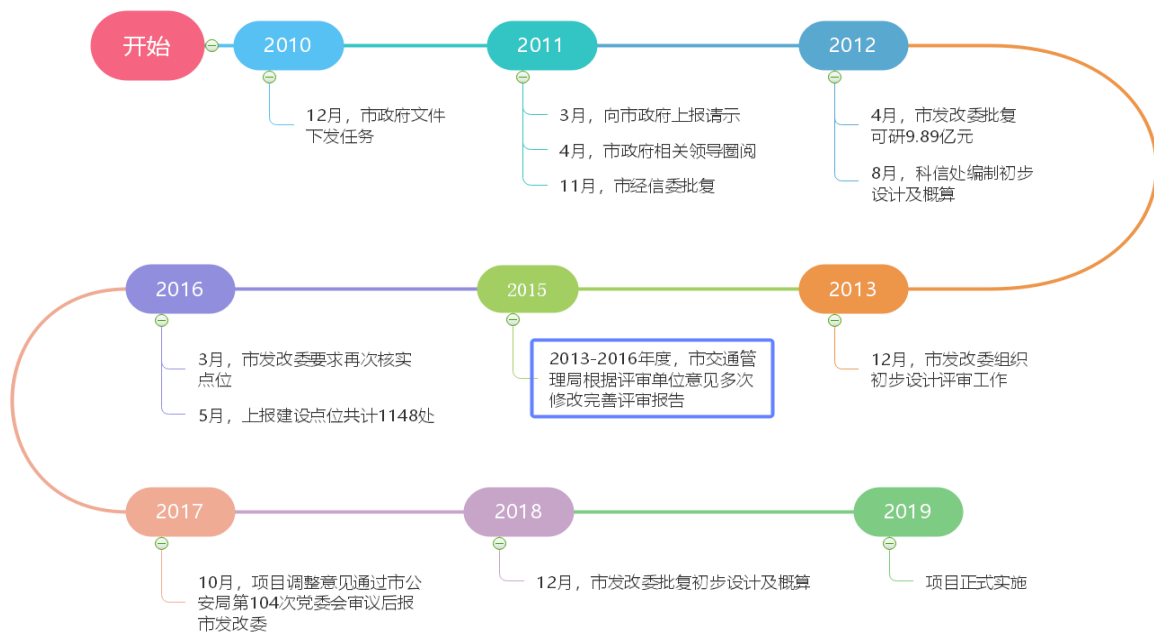 开始
2010
12月，市政府文件
下发任务
2011
3月，向市政府上报请示
4月，市政府相关领导圈阅
11月，市经信委批复
2012
4月，市发改委批复
可研9.89亿元
8月，科信处编制初步
设计及概算
2013
12月，市发改委组织
初步设计评审工作
2015
2013-2016年度，市交通管
理局根据评审单位意见多次
修改完善评审报告
2016
3月，市发改委要求再次核实
点位
5月，上报建设点位共计1148处
2017
10月，项目调整意见通过市公
安局第104次党委会审议后报
市发改委
2018
12月，市发改委批复初步设计及概算
2019
项目正式实施